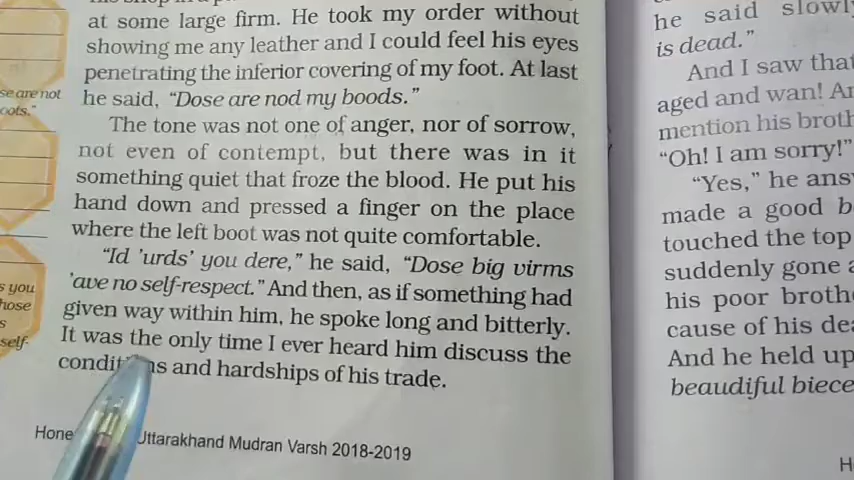 at some large firm. He took my order without
showing me any leather and I could feel his eyes
penetrating the inferior covering of my foot. At last
he said, “Dose are nod my boods.”
The tone was not one of anger, nor of sorrow,
not even of contempt, but there was in it
something quiet that froze the blood. He put his
hand down and pressed a finger on the place
where the left boot was not quite comfortable.
“Id 'urds' you dere,” he said, “Dose big virms
'ave no self-respect.” And then, as if something had
given way within him, he spoke long and bitterly.
It was the only time I ever heard him discuss the
and hardships of his trade.
Uttarakhand Mudran Varsh 2018-2019
se are not
oots.”
s you
hose
s
self-
he said slowly
is dead.”
And I saw that
aged and wan! An
mention his broth
“Oh! I am sorry!”
“Yes,” he ans
made a good b
touched the top
suddenly gone a
his poor broth
cause of his dea
And he held up
beaudiful biece